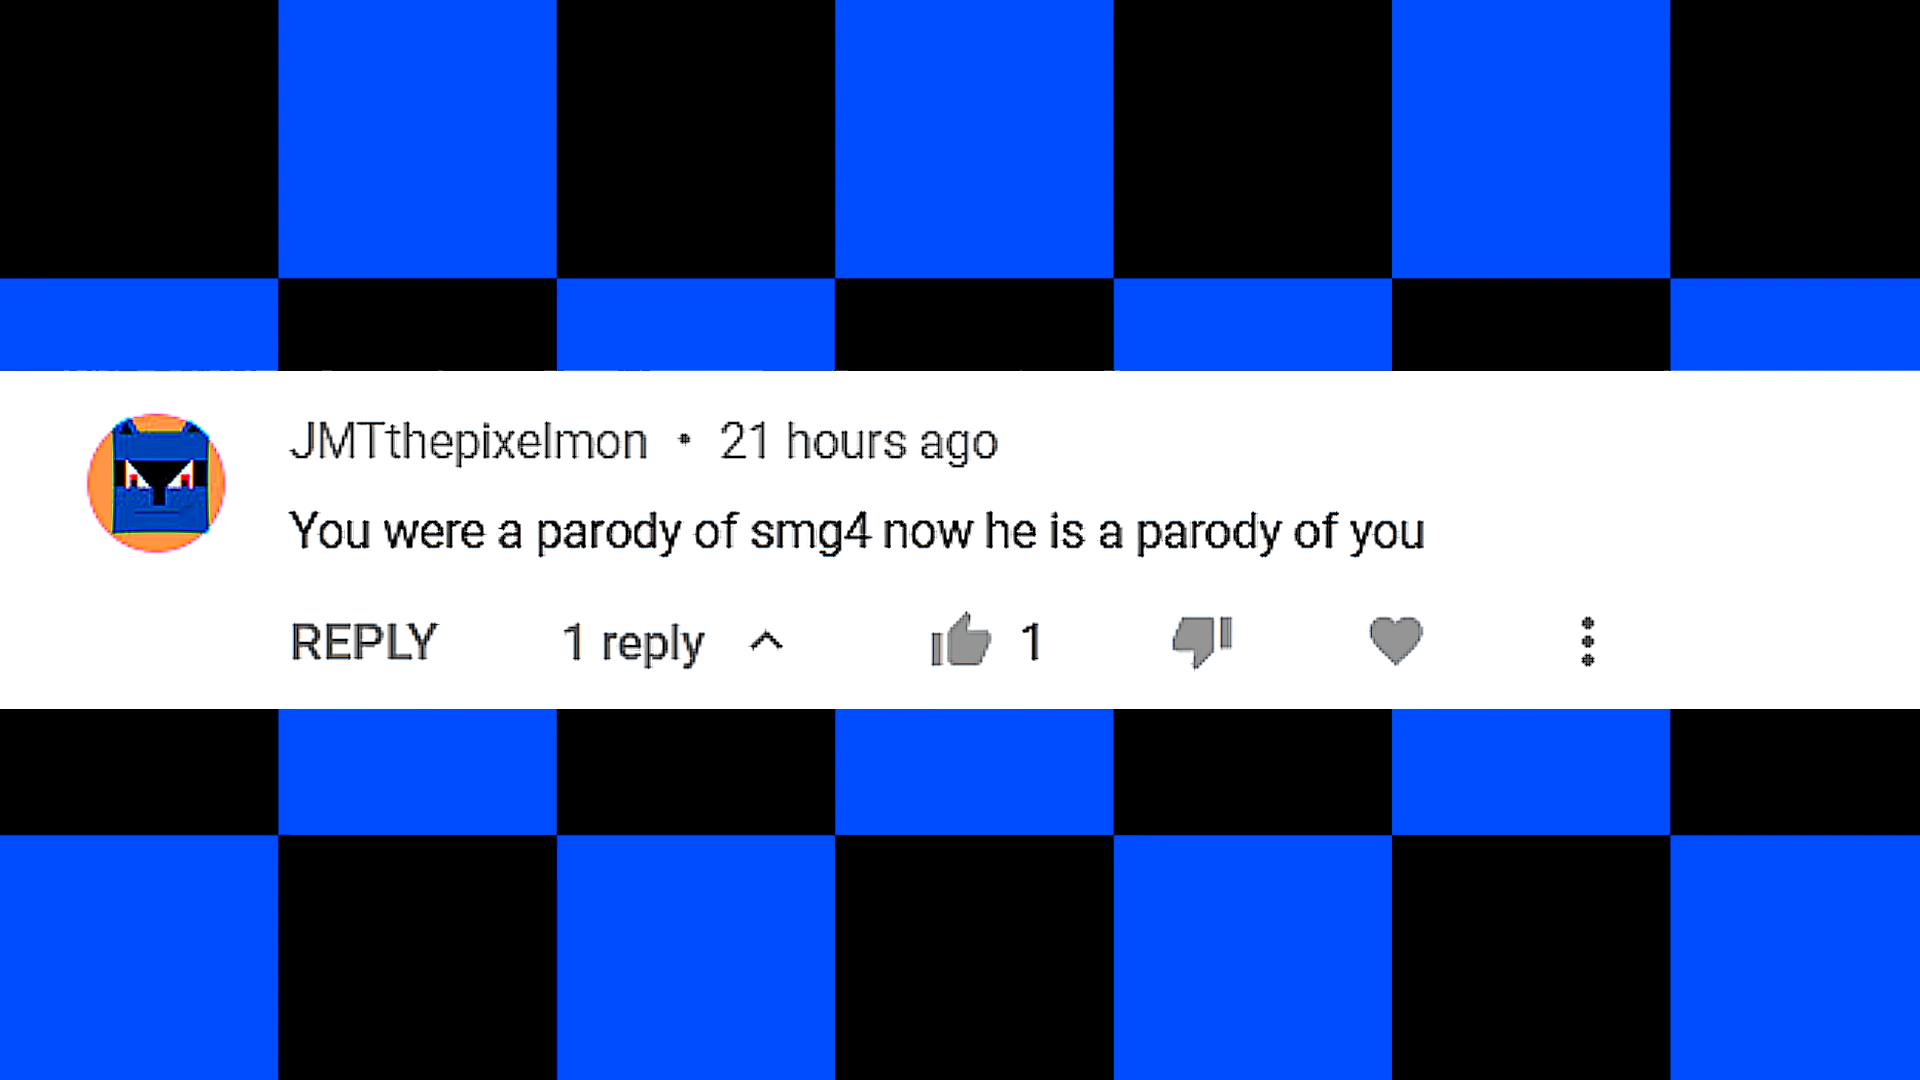 JMTthepixelmon • 21 hours ago
You were a parody of smg4 now he is a parody of you
REPLY 1 reply 1